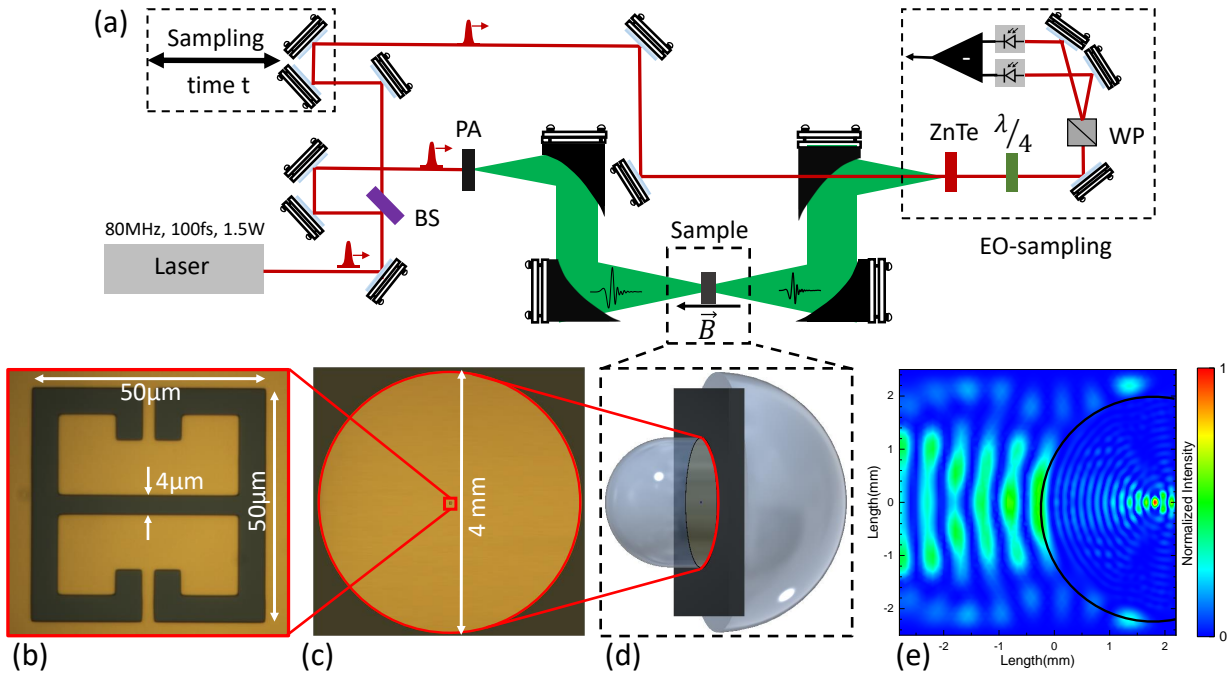 (a)
Sampling
time t
PA
BS
80MHz, 100fs, 1.5W
Laser
Sample
B
ZnTe
λ/4
WP
-
EO-sampling
50μm
4μm
50μm
(b)
4 mm
(c)
(d)
2
1
0
-1
-2
Length(mm)
-2
-1
0
1
2
Length(mm)
1
0
Normalized Intensity
(e)